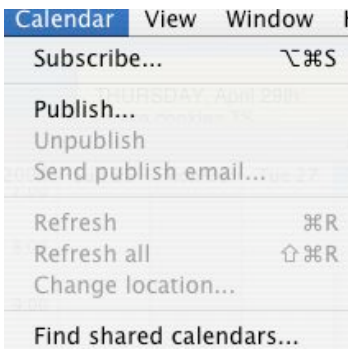 Calendar View Window
Subscribe... ⌥⌘S
Publish...
Unpublish
Send publish email...
Refresh ⌘R
Refresh all ⇧⌘R
Change location...
Find shared calendars...